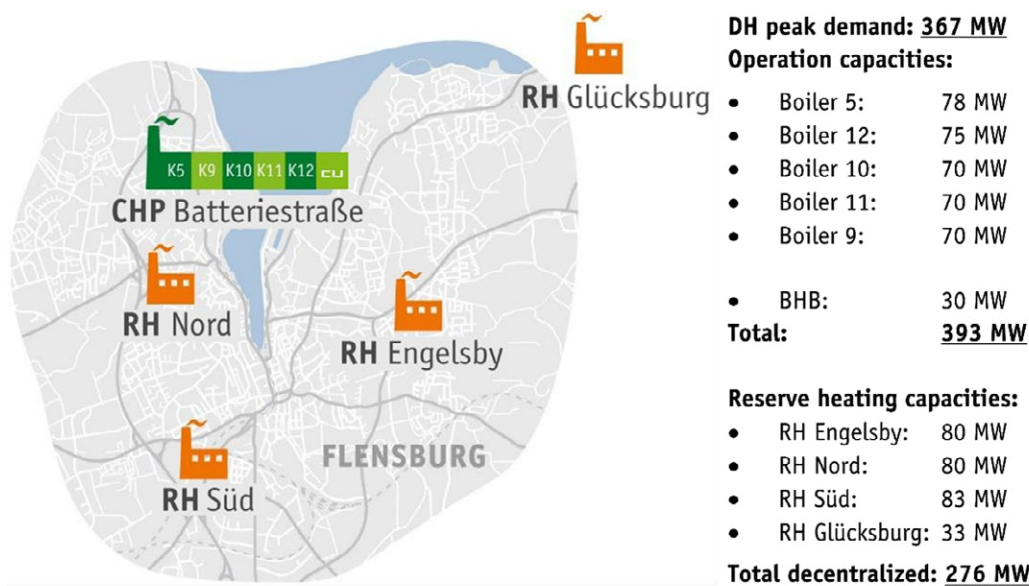 DH peak demand: 367 MW
Operation capacities:
• Boiler 5: 78 MW
• Boiler 12: 75 MW
• Boiler 10: 70 MW
• Boiler 11: 70 MW
• Boiler 9: 70 MW
• BHB: 30 MW
Total: 393 MW
Reserve heating capacities:
• RH Engelsby: 80 MW
• RH Nord: 80 MW
• RH Süd: 83 MW
• RH Glücksburg: 33 MW
Total decentralized: 276 MW
RH Glücksburg
K5 K9 K10 K11 K12 CU
CHP Batteriestraße
RH Nord
RH Engelsby
FLENSBURG
RH Süd